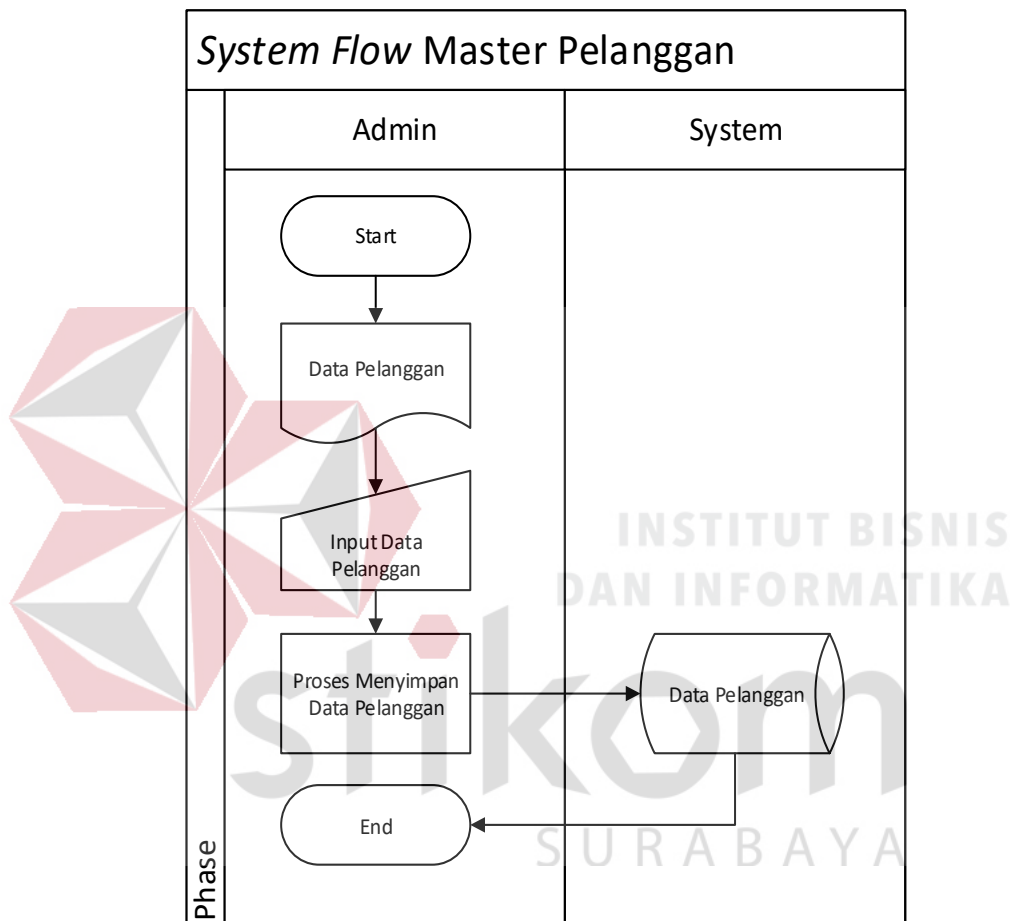 System Flow Master Pelanggan
Admin
System
Start
Data Pelanggan
Input Data
Pelanggan
Proses Menyimpan
Data Pelanggan
Data Pelanggan
End
Phase
INSTITUT BISNIS
DAN INFORMATIKA
stikom
SURABAYA